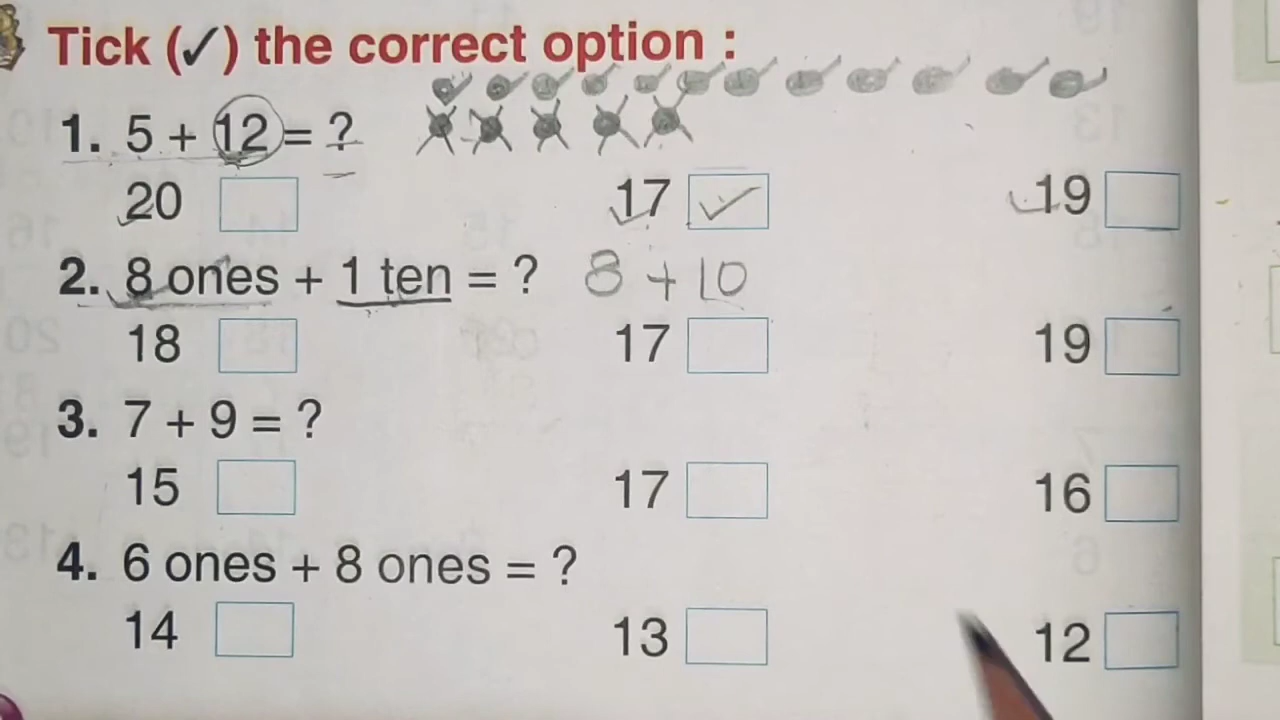 Tick (✓) the correct option :
1. 5 + 12 = ?
20 17 ✓ 19
2. 8 ones + 1 ten = ? 8 + 10
18 17 19
3. 7 + 9 = ?
15 17 16
4. 6 ones + 8 ones = ?
14 13 12